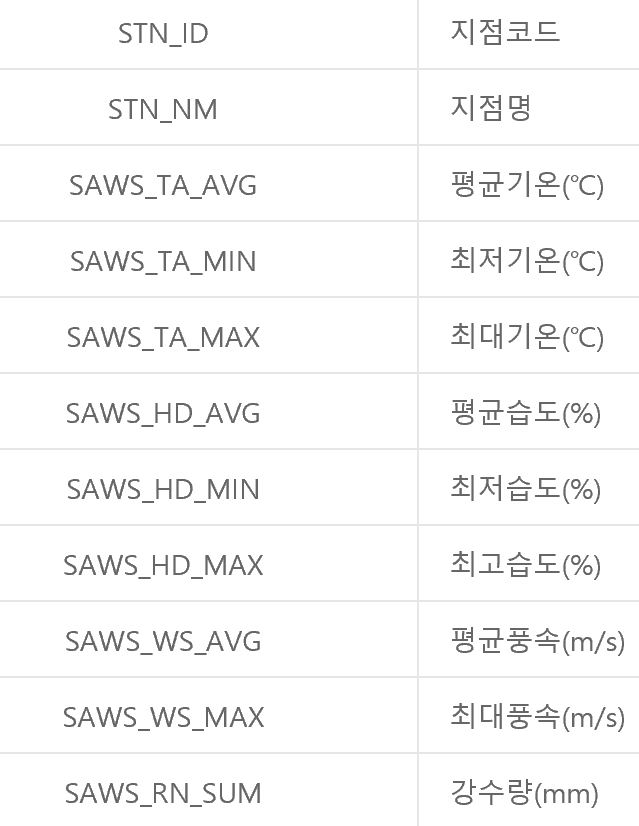 STN_ID 지점코드
STN_NM 지점명
SAWS_TA_AVG 평균기온(℃)
SAWS_TA_MIN 최저기온(℃)
SAWS_TA_MAX 최대기온(℃)
SAWS_HD_AVG 평균습도(%)
SAWS_HD_MIN 최저습도(%)
SAWS_HD_MAX 최고습도(%)
SAWS_WS_AVG 평균풍속(m/s)
SAWS_WS_MAX 최대풍속(m/s)
SAWS_RN_SUM 강수량(mm)